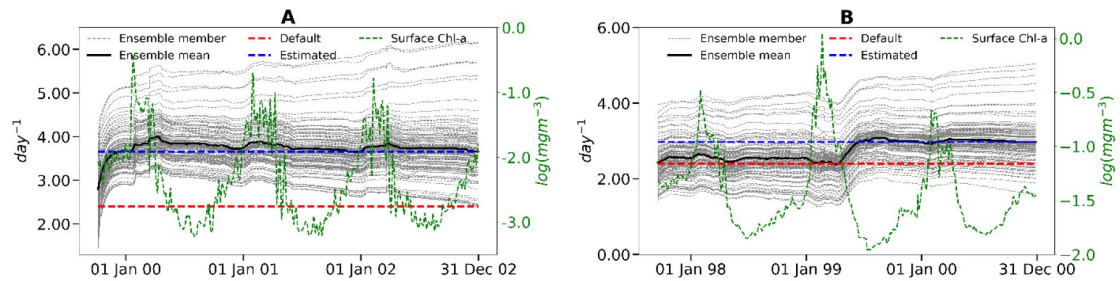 A
Ensemble member
Default
Surface Chl-a
Ensemble mean
Estimated
6.00
5.00
4.00
3.00
2.00
day⁻¹
0.0
−1.0
−2.0
−3.0
log(mgm⁻³)
01 Jan 00
01 Jan 01
01 Jan 02
31 Dec 02
B
Ensemble member
Default
Surface Chl-a
Ensemble mean
Estimated
6.00
4.00
2.00
0.00
day⁻¹
0.0
−0.5
−1.0
−1.5
−2.0
log(mgm⁻³)
01 Jan 98
01 Jan 99
01 Jan 00
31 Dec 00